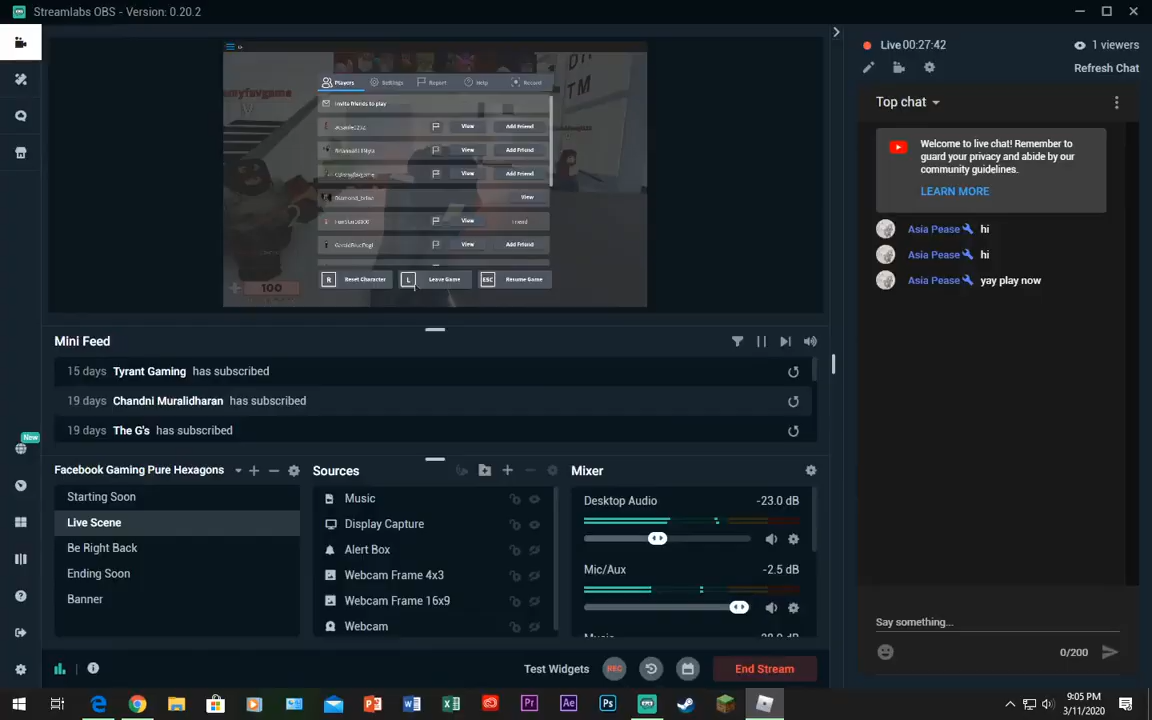 Streamlabs OBS - Version: 0.20.2
Players Settings Report Help Record
Invite friends to play
View Add Friend
View Add Friend
View Add Friend
View
View Friend
View Add Friend
R Reset Character L Leave Game ESC Resume Game
100
Live 00:27:42 1 viewers
Refresh Chat
Top chat
Welcome to live chat! Remember to
guard your privacy and abide by our
community guidelines.
LEARN MORE
Asia Pease hi
Asia Pease hi
Asia Pease yay play now
Mini Feed
15 days Tyrant Gaming has subscribed
19 days Chandni Muralidharan has subscribed
19 days The G's has subscribed
New
Facebook Gaming Pure Hexagons
Starting Soon
Live Scene
Be Right Back
Ending Soon
Banner
Sources
Music
Display Capture
Alert Box
Webcam Frame 4x3
Webcam Frame 16x9
Webcam
Mixer
Desktop Audio -23.0 dB
Mic/Aux -2.5 dB
Say something...
0/200
Test Widgets REC End Stream
9:05 PM
3/11/2020